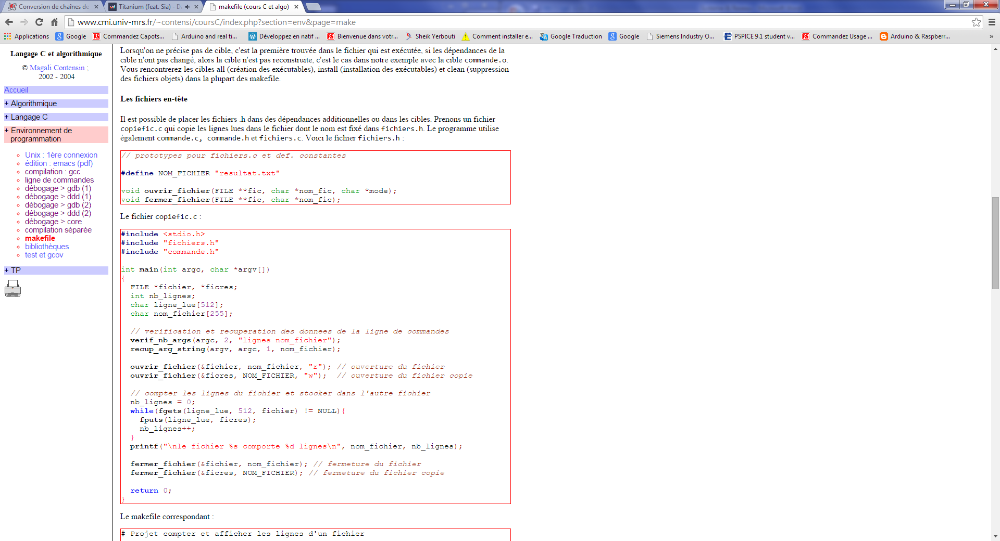 Conversion de chaînes de
Titanium (feat. Sia) - D
makefile (cours C et algo)
www.cmi.univ-mrs.fr/~contensi/coursC/index.php?section=env&page=make
Applications
Google
Commandez Capots...
Arduino and real ti...
Développez en natif ...
Bienvenue dans votr...
Sheik Yerbouti
Comment installer e...
Google Traduction
Google
Siemens Industry O...
PSPICE 9.1 student v...
Commandez Usage ...
Arduino & Raspberr...
»
Langage C et algorithmique
© Magali Contensin ;
2002 - 2004
Accueil
+ Algorithmique
+ Langage C
+ Environnement de
programmation
Unix : 1ère connexion
édition : emacs (pdf)
compilation : gcc
ligne de commandes
débogage > gdb (1)
débogage > ddd (1)
débogage > gdb (2)
débogage > ddd (2)
débogage > core
compilation séparée
makefile
bibliothèques
test et gcov
+ TP
Lorsqu'on ne précise pas de cible, c'est la première trouvée dans le fichier qui est exécutée, si les dépendances de la
cible n'ont pas changé, alors la cible n'est pas reconstruite, c'est le cas dans notre exemple avec la cible commande.o.
Vous rencontrerez les cibles all (création des exécutables), install (installation des exécutables) et clean (suppression
des fichiers objets) dans la plupart des makefile.
Les fichiers en-tête
Il est possible de placer les fichiers .h dans des dépendances additionnelles ou dans les cibles. Prenons un fichier
copiefic.c qui copie les lignes lues dans le fichier dont le nom est fixé dans fichiers.h. Le programme utilise
également commande.c, commande.h et fichiers.c. Voici le fichier fichiers.h :
// prototypes pour fichiers.c et def. constantes
#define NOM_FICHIER "resultat.txt"
void ouvrir_fichier(FILE **fic, char *nom_fic, char *mode);
void fermer_fichier(FILE **fic, char *nom_fic);
Le fichier copiefic.c :
#include <stdio.h>
#include "fichiers.h"
#include "commande.h"
int main(int argc, char *argv[])
{
FILE *fichier, *ficres;
int nb_lignes;
char ligne_lue[512];
char nom_fichier[255];
// verification et recuperation des donnees de la ligne de commandes
verif_nb_args(argc, 2, "lignes nom_fichier");
recup_arg_string(argv, argc, 1, nom_fichier);
ouvrir_fichier(&fichier, nom_fichier, "r"); // ouverture du fichier
ouvrir_fichier(&ficres, NOM_FICHIER, "w");  // ouverture du fichier copie
// compter les lignes du fichier et stocker dans l'autre fichier
nb_lignes = 0;
while(fgets(ligne_lue, 512, fichier) != NULL){
fputs(ligne_lue, ficres);
nb_lignes++;
}
printf("\nle fichier %s comporte %d lignes\n", nom_fichier, nb_lignes);
fermer_fichier(&fichier, nom_fichier); // fermeture du fichier
fermer_fichier(&ficres, NOM_FICHIER); // fermeture du fichier copie
return 0;
}
Le makefile correspondant :
# Projet compter et afficher les lignes d'un fichier